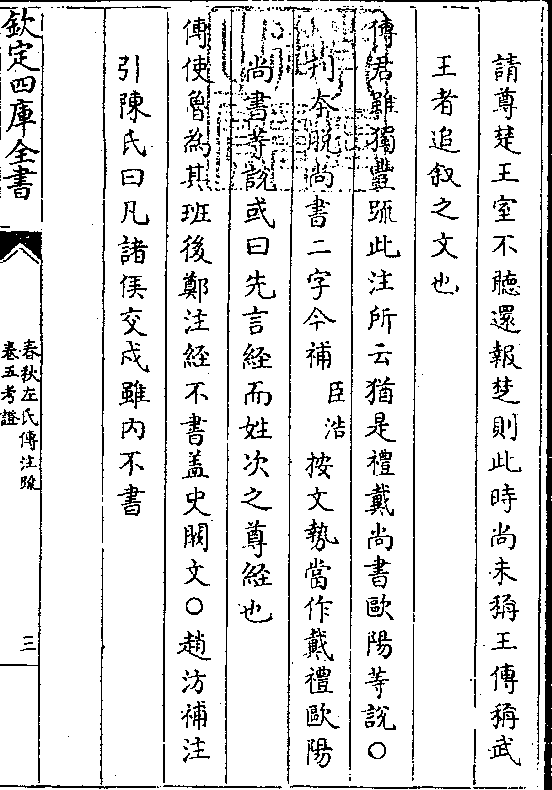 請尊楚王室不聽還報楚則此時尚未稱王傳稱武
王者追叙之文也
傳君雖獨豐疏此注所云猶是禮戴尚書歐陽等說○
刋本脱尚書二字今補臣浩按文勢當作戴禮歐陽
尚書等說或曰先言經而姓次之尊經也
傳使魯為其班後鄭注經不書盖史闕文○趙汸補注
引陳氏曰凡諸侯交戍雖内不書
欽定四庫全書
春秋左氏傳注疏
卷五考證
三